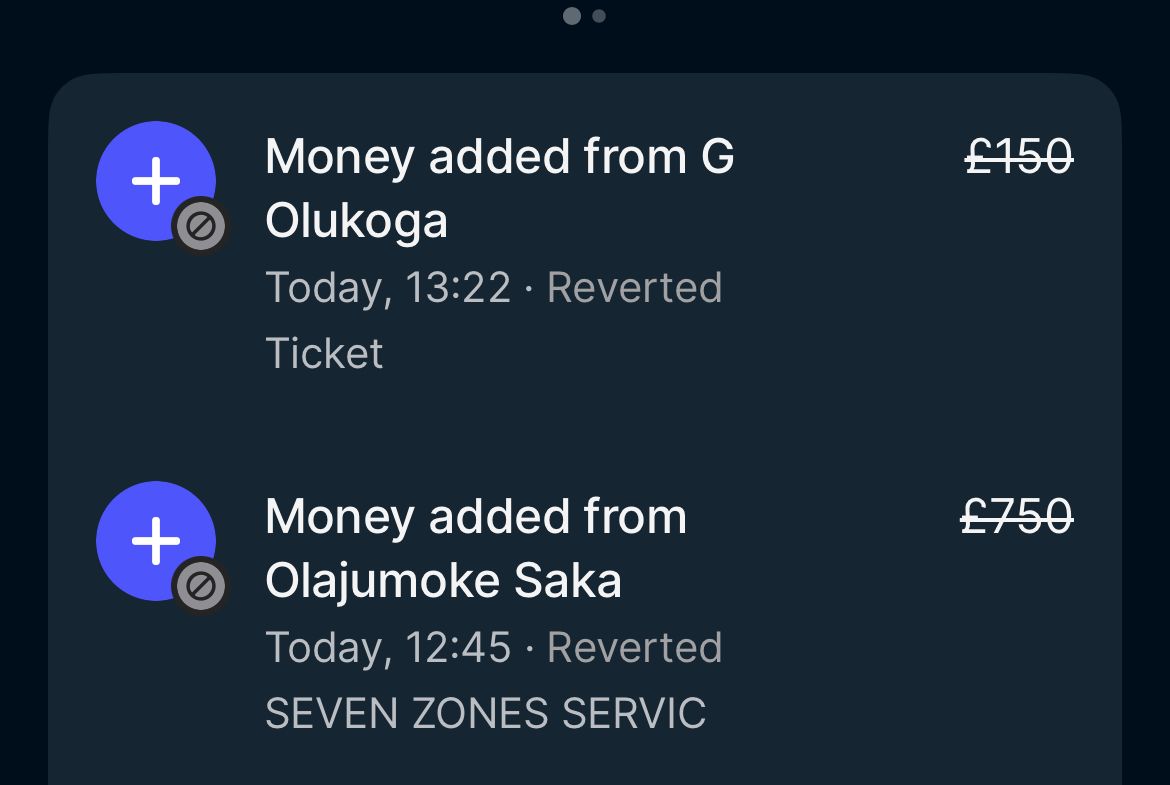 Money added from G
£150
Olukoga
Today, 13:22 · Reverted
Ticket
Money added from
£750
Olajumoke Saka
Today, 12:45 · Reverted
SEVEN ZONES SERVIC